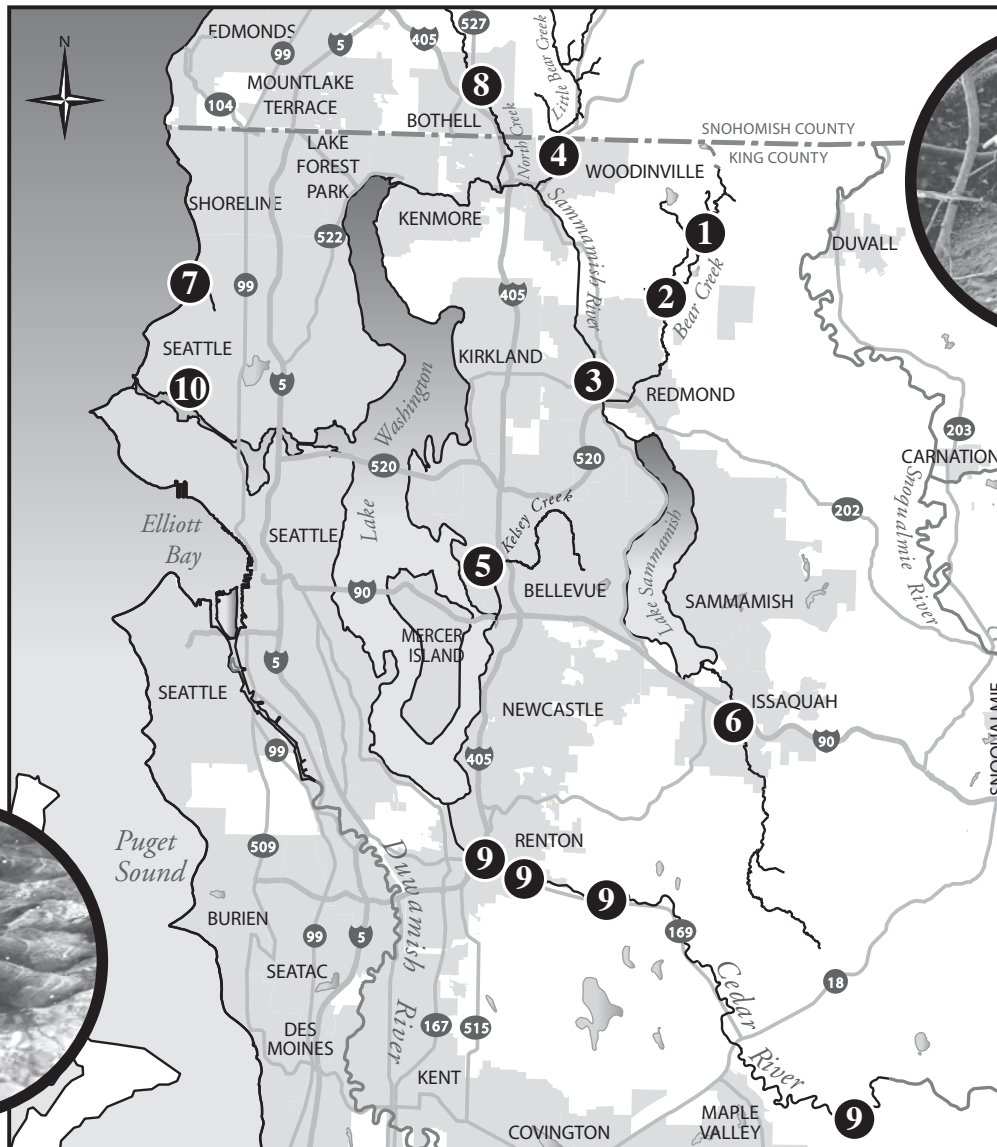 N
EDMONDS
99
5
405
527
104
MOUNTLAKE
TERRACE
8
BOTHELL
North Creek
Little Bear Creek
4
SNOHOMISH COUNTY
KING COUNTY
WOODINVILLE
LAKE
FOREST
PARK
SHORELINE
522
KENMORE
Sammamish River
1
DUVALL
7
99
405
2
Bear Creek
SEATTLE
10
5
KIRKLAND
3
REDMOND
Washington
Lake
520
520
203
CARNATION
Snoqualmie River
202
Elliott
Bay
SEATTLE
Kelsey Creek
5
BELLEVUE
Lake Sammamish
SAMMAMISH
90
MERCER
ISLAND
5
SEATTLE
NEWCASTLE
ISSAQUAH
6
90
SNOQUALMIE
99
405
Puget
Sound
509
Duwamish
River
RENTON
9
9
9
169
BURIEN
99
5
SEATAC
Cedar
River
18
DES
MOINES
167
515
KENT
9
MAPLE
VALLEY
COVINGTON